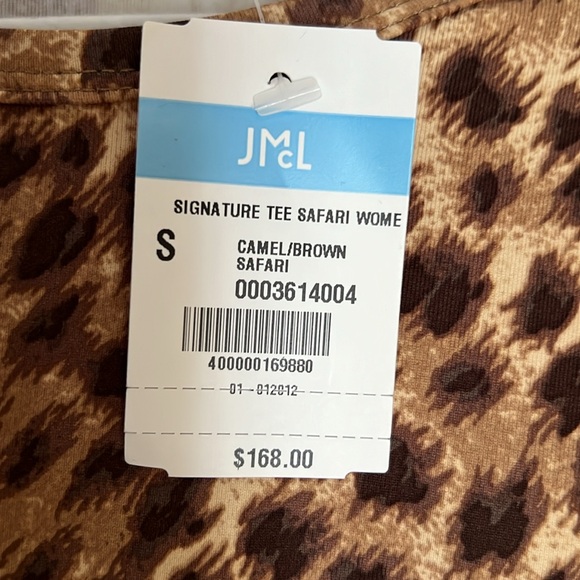 JMcL
SIGNATURE TEE SAFARI WOME
S
CAMEL/BROWN
SAFARI
0003614004
400000169880
01-012012
$168.00